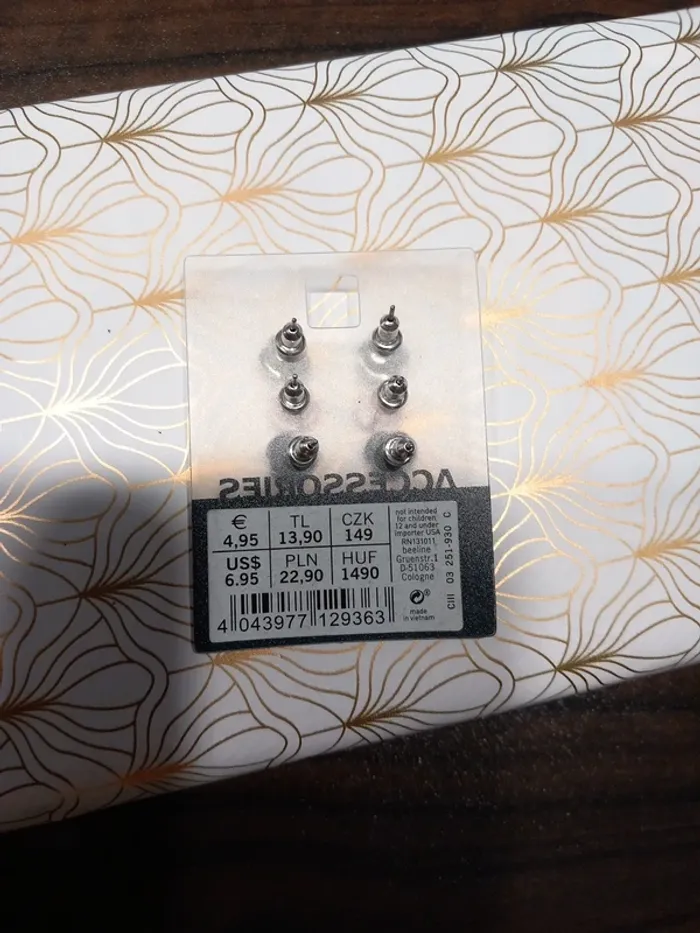 ACCESSORIES
€ TL CZK
4,95 13,90 149
US$ PLN HUF
6.95 22,90 1490
not intended
for children
12 and under
importer USA
RN131011
beeline
Gruenstr.1
D-51063
Cologne
®
made
in vietnam
CIII 03 251-930 C
4 043977 129363